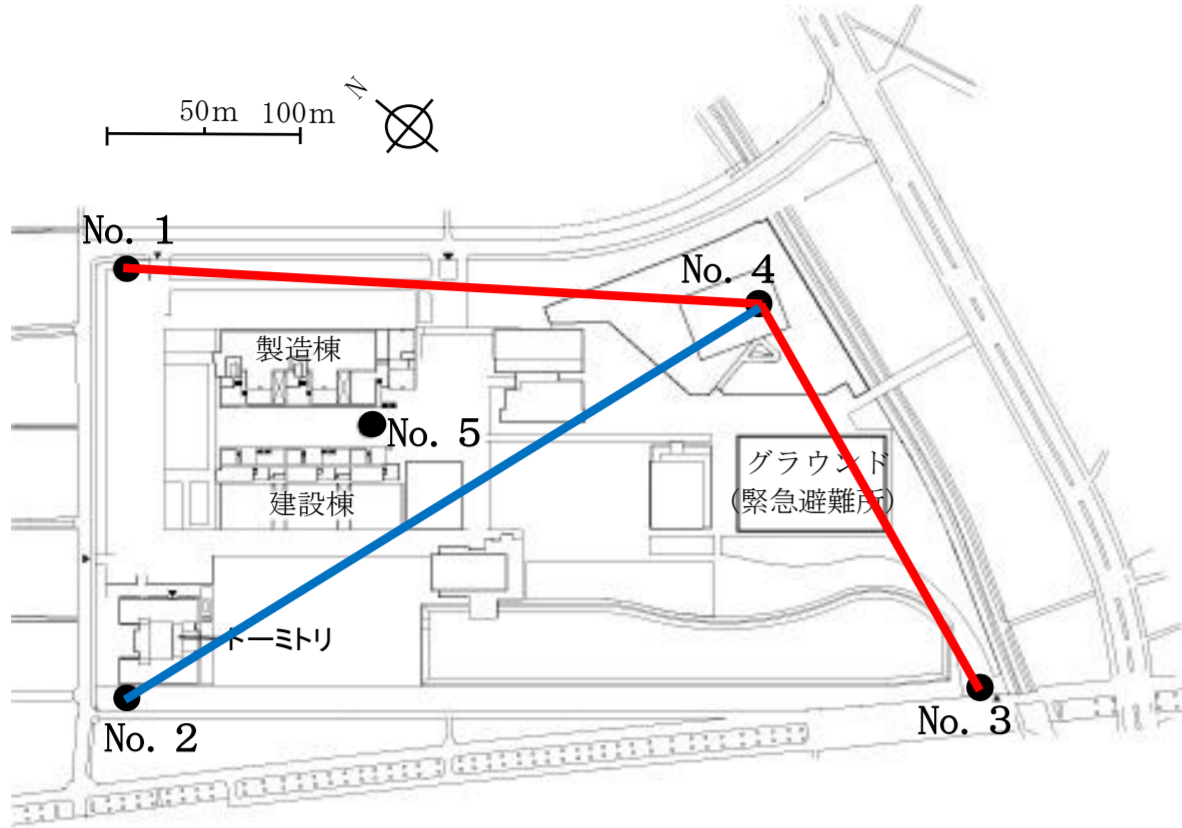 N
50m 100m
No. 1
No. 4
製造棟
No. 5
グラウンド
(緊急避難所)
建設棟
ドーミトリ
No. 2
No. 3